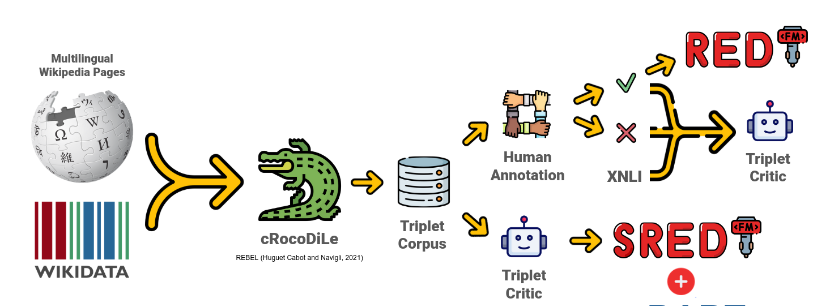 Multilingual
Wikipedia Pages
Ω
W
И
維
WIKIDATA
cRocoDiLe
REBEL (Huguet Cabot and Navigli, 2021)
Triplet
Corpus
Human
Annotation
XNLI
RED
<FM>
Triplet
Critic
Triplet
Critic
SRED
<FM>